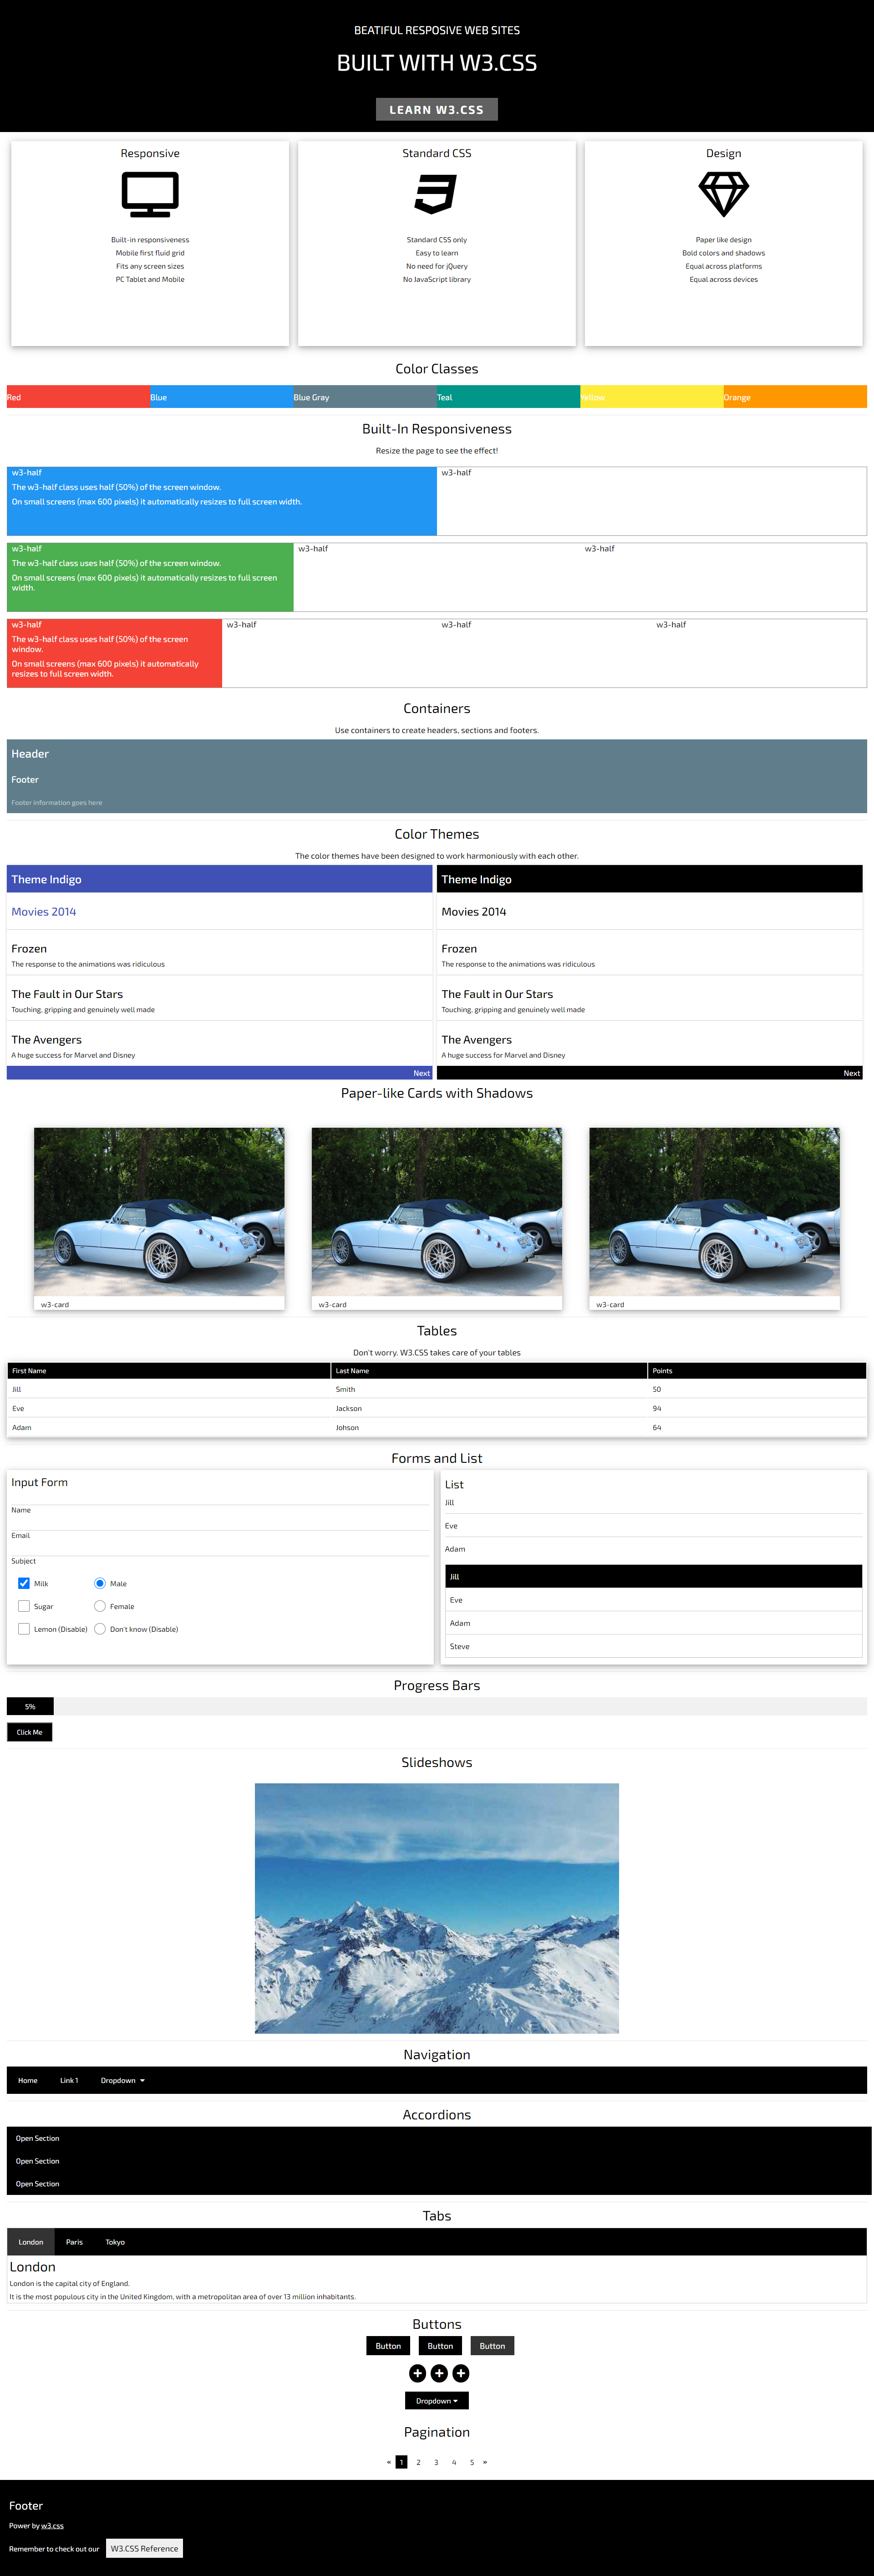 BEATIFUL RESPOSIVE WEB SITES
BUILT WITH W3.CSS
LEARN W3.CSS
Responsive
Built-in responsiveness
Mobile first fluid grid
Fits any screen sizes
PC Tablet and Mobile
Standard CSS
Standard CSS only
Easy to learn
No need for jQuery
No JavaScript library
Design
Paper like design
Bold colors and shadows
Equal across platforms
Equal across devices
Color Classes
Red
Blue
Blue Gray
Teal
Yellow
Orange
Built-In Responsiveness
Resize the page to see the effect!
w3-half
The w3-half class uses half (50%) of the screen window.
On small screens (max 600 pixels) it automatically resizes to full screen width.
w3-half
w3-half
The w3-half class uses half (50%) of the screen window.
On small screens (max 600 pixels) it automatically resizes to full screen
width.
w3-half
w3-half
w3-half
The w3-half class uses half (50%) of the screen
window.
On small screens (max 600 pixels) it automatically
resizes to full screen width.
w3-half
w3-half
w3-half
Containers
Use containers to create headers, sections and footers.
Header
Footer
Footer information goes here
Color Themes
The color themes have been designed to work harmoniously with each other.
Theme Indigo
Movies 2014
Frozen
The response to the animations was ridiculous
The Fault in Our Stars
Touching, gripping and genuinely well made
The Avengers
A huge success for Marvel and Disney
Next
Theme Indigo
Movies 2014
Frozen
The response to the animations was ridiculous
The Fault in Our Stars
Touching, gripping and genuinely well made
The Avengers
A huge success for Marvel and Disney
Next
Paper-like Cards with Shadows
w3-card
w3-card
w3-card
Tables
Don't worry. W3.CSS takes care of your tables
First Name Last Name Points
Jill Smith 50
Eve Jackson 94
Adam Johson 64
Forms and List
Input Form
Name
Email
Subject
Milk Male
Sugar Female
Lemon (Disable) Don't know (Disable)
List
Jill
Eve
Adam
Jill
Eve
Adam
Steve
Progress Bars
5%
Click Me
Slideshows
Navigation
Home Link 1 Dropdown
Accordions
Open Section
Open Section
Open Section
Tabs
London Paris Tokyo
London
London is the capital city of England.
It is the most populous city in the United Kingdom, with a metropolitan area of over 13 million inhabitants.
Buttons
Button Button Button
Dropdown
Pagination
« 1 2 3 4 5 »
Footer
Power by w3.css
Remember to check out our W3.CSS Reference